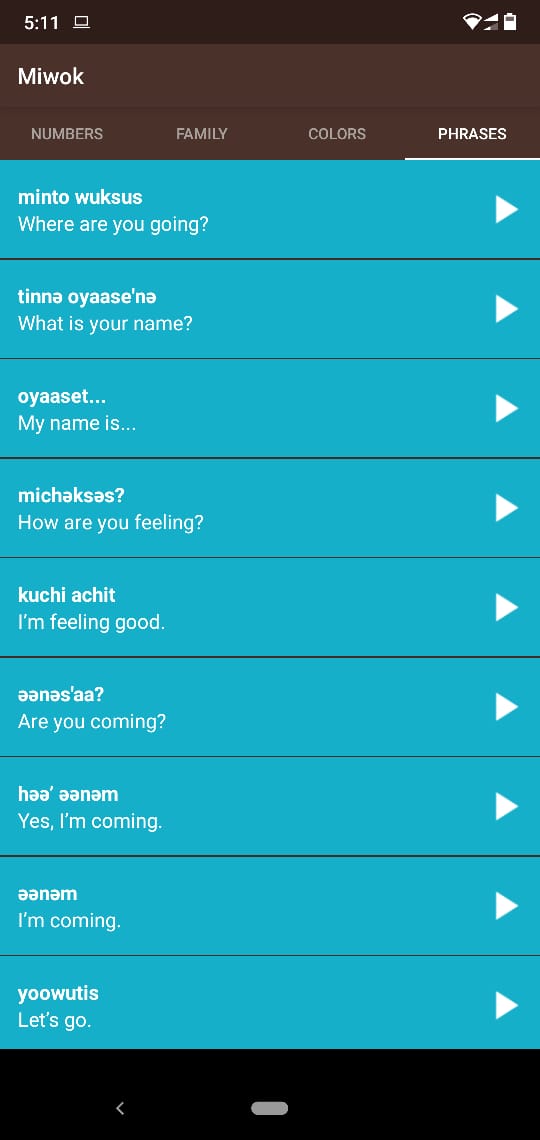 5:11
Miwok
NUMBERS FAMILY COLORS PHRASES
minto wuksus
Where are you going?
tinnə oyaase'nə
What is your name?
oyaaset...
My name is...
michəksəs?
How are you feeling?
kuchi achit
I’m feeling good.
əənəs'aa?
Are you coming?
həə’ əənəm
Yes, I’m coming.
əənəm
I’m coming.
yoowutis
Let’s go.